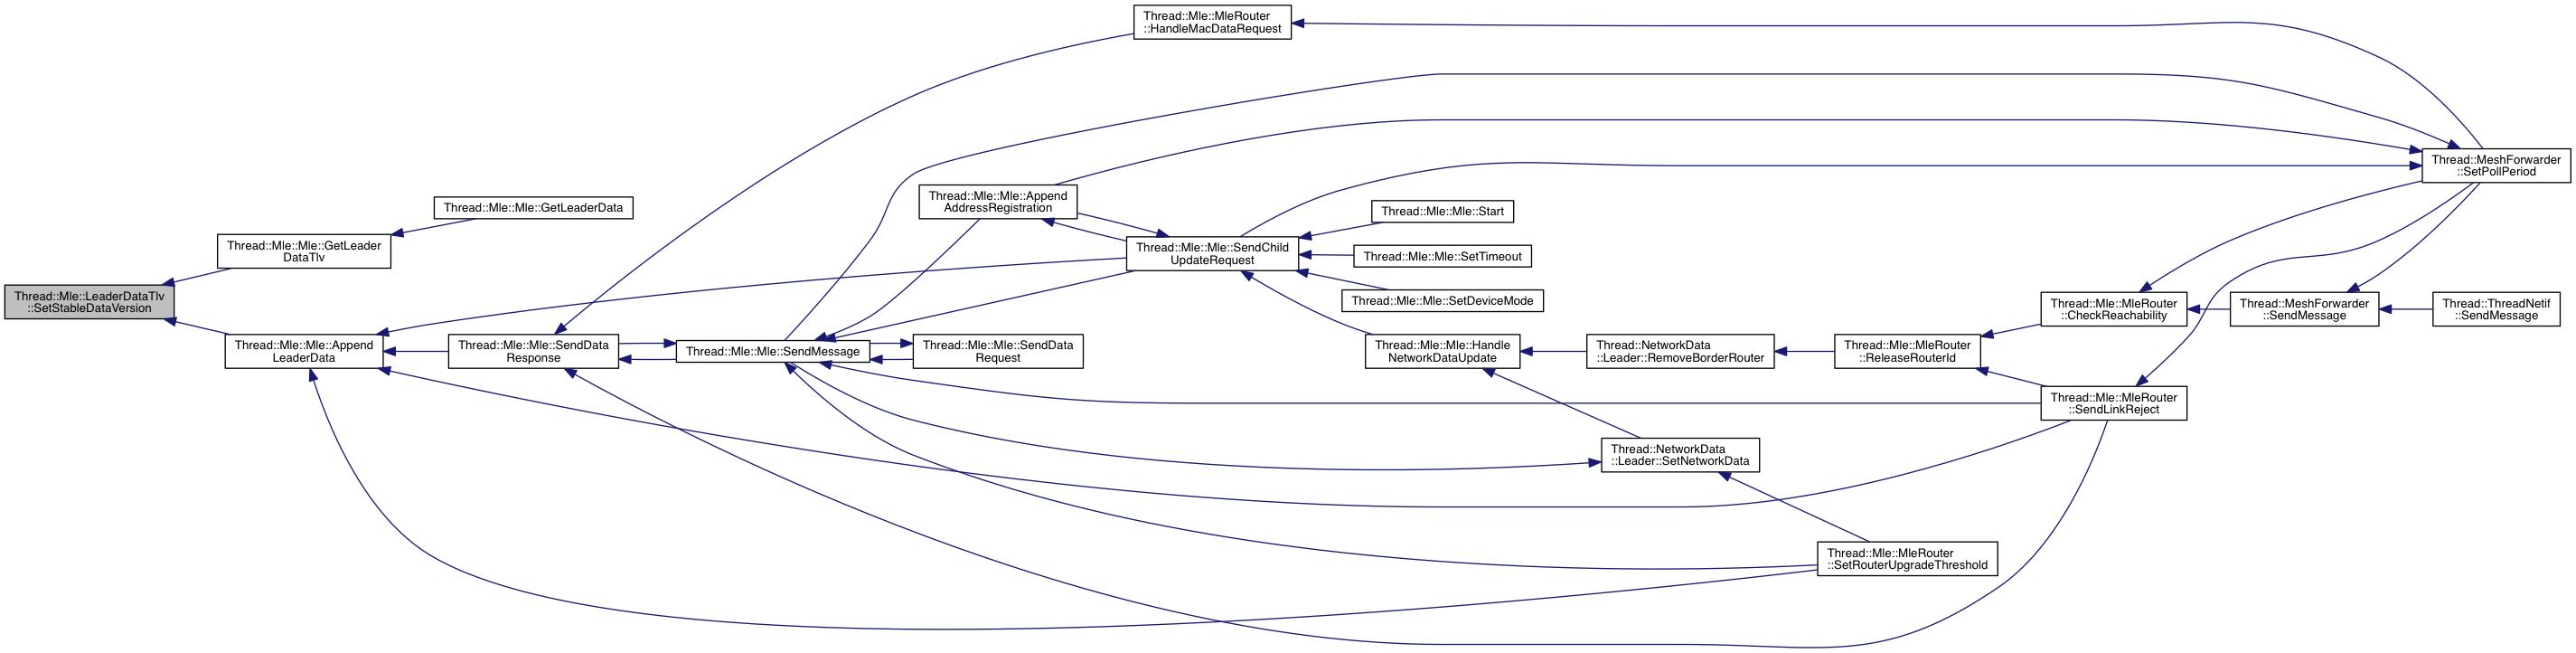 Thread::Mle::MleRouter
::HandleMacDataRequest
Thread::MeshForwarder
::SetPollPeriod
Thread::Mle::Mle::Append
AddressRegistration
Thread::Mle::Mle::GetLeaderData
Thread::Mle::Mle::Start
Thread::Mle::Mle::GetLeader
DataTlv
Thread::Mle::Mle::SendChild
UpdateRequest
Thread::Mle::Mle::SetTimeout
Thread::Mle::LeaderDataTlv
::SetStableDataVersion
Thread::Mle::Mle::SetDeviceMode
Thread::Mle::MleRouter
::CheckReachability
Thread::MeshForwarder
::SendMessage
Thread::ThreadNetif
::SendMessage
Thread::Mle::Mle::Append
LeaderData
Thread::Mle::Mle::SendData
Response
Thread::Mle::Mle::SendMessage
Thread::Mle::Mle::SendData
Request
Thread::Mle::Mle::Handle
NetworkDataUpdate
Thread::NetworkData
::Leader::RemoveBorderRouter
Thread::Mle::MleRouter
::ReleaseRouterId
Thread::Mle::MleRouter
::SendLinkReject
Thread::NetworkData
::Leader::SetNetworkData
Thread::Mle::MleRouter
::SetRouterUpgradeThreshold